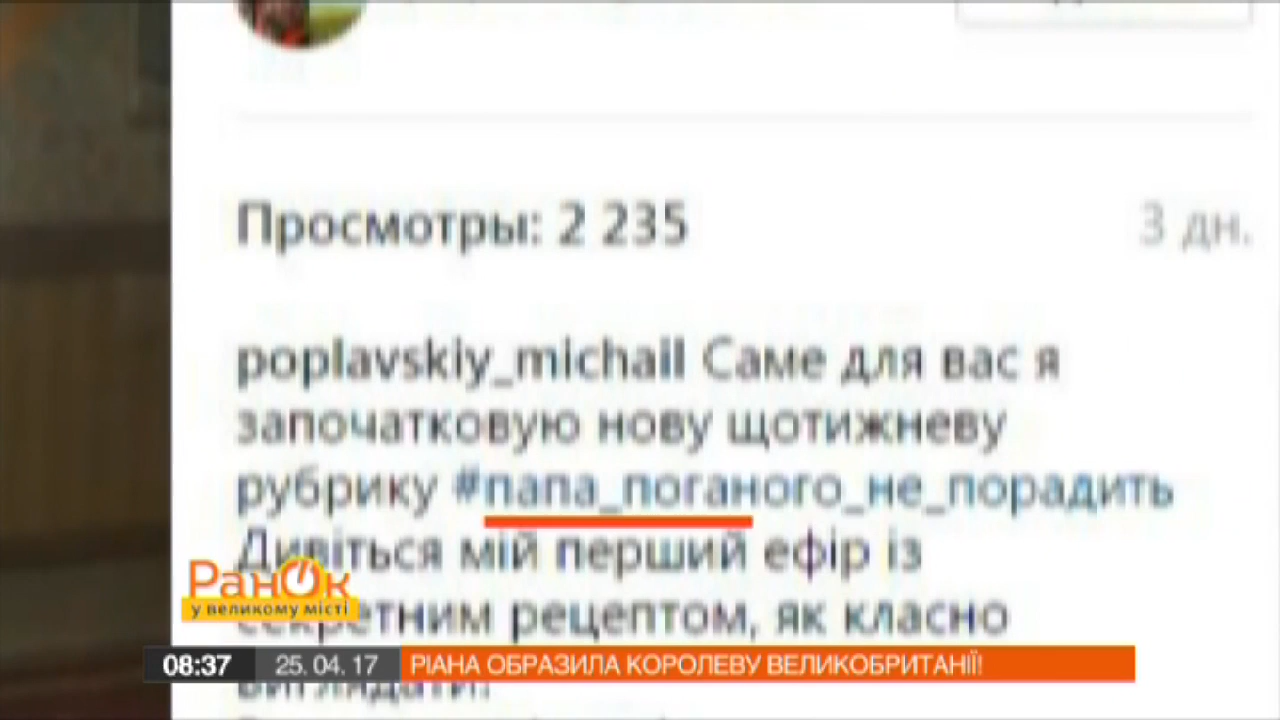 Просмотры: 2 235
3 дн.
poplavskiy_michail Саме для вас я
започатковую нову щотижневу
рубрику #папа_поганого_не_порадить
Дивіться мій перший ефір із
секретним рецептом, як класно
виглядати!
РанОк
у великому місті
08:37 25. 04. 17 РІАНА ОБРАЗИЛА КОРОЛЕВУ ВЕЛИКОБРИТАНІЇ!